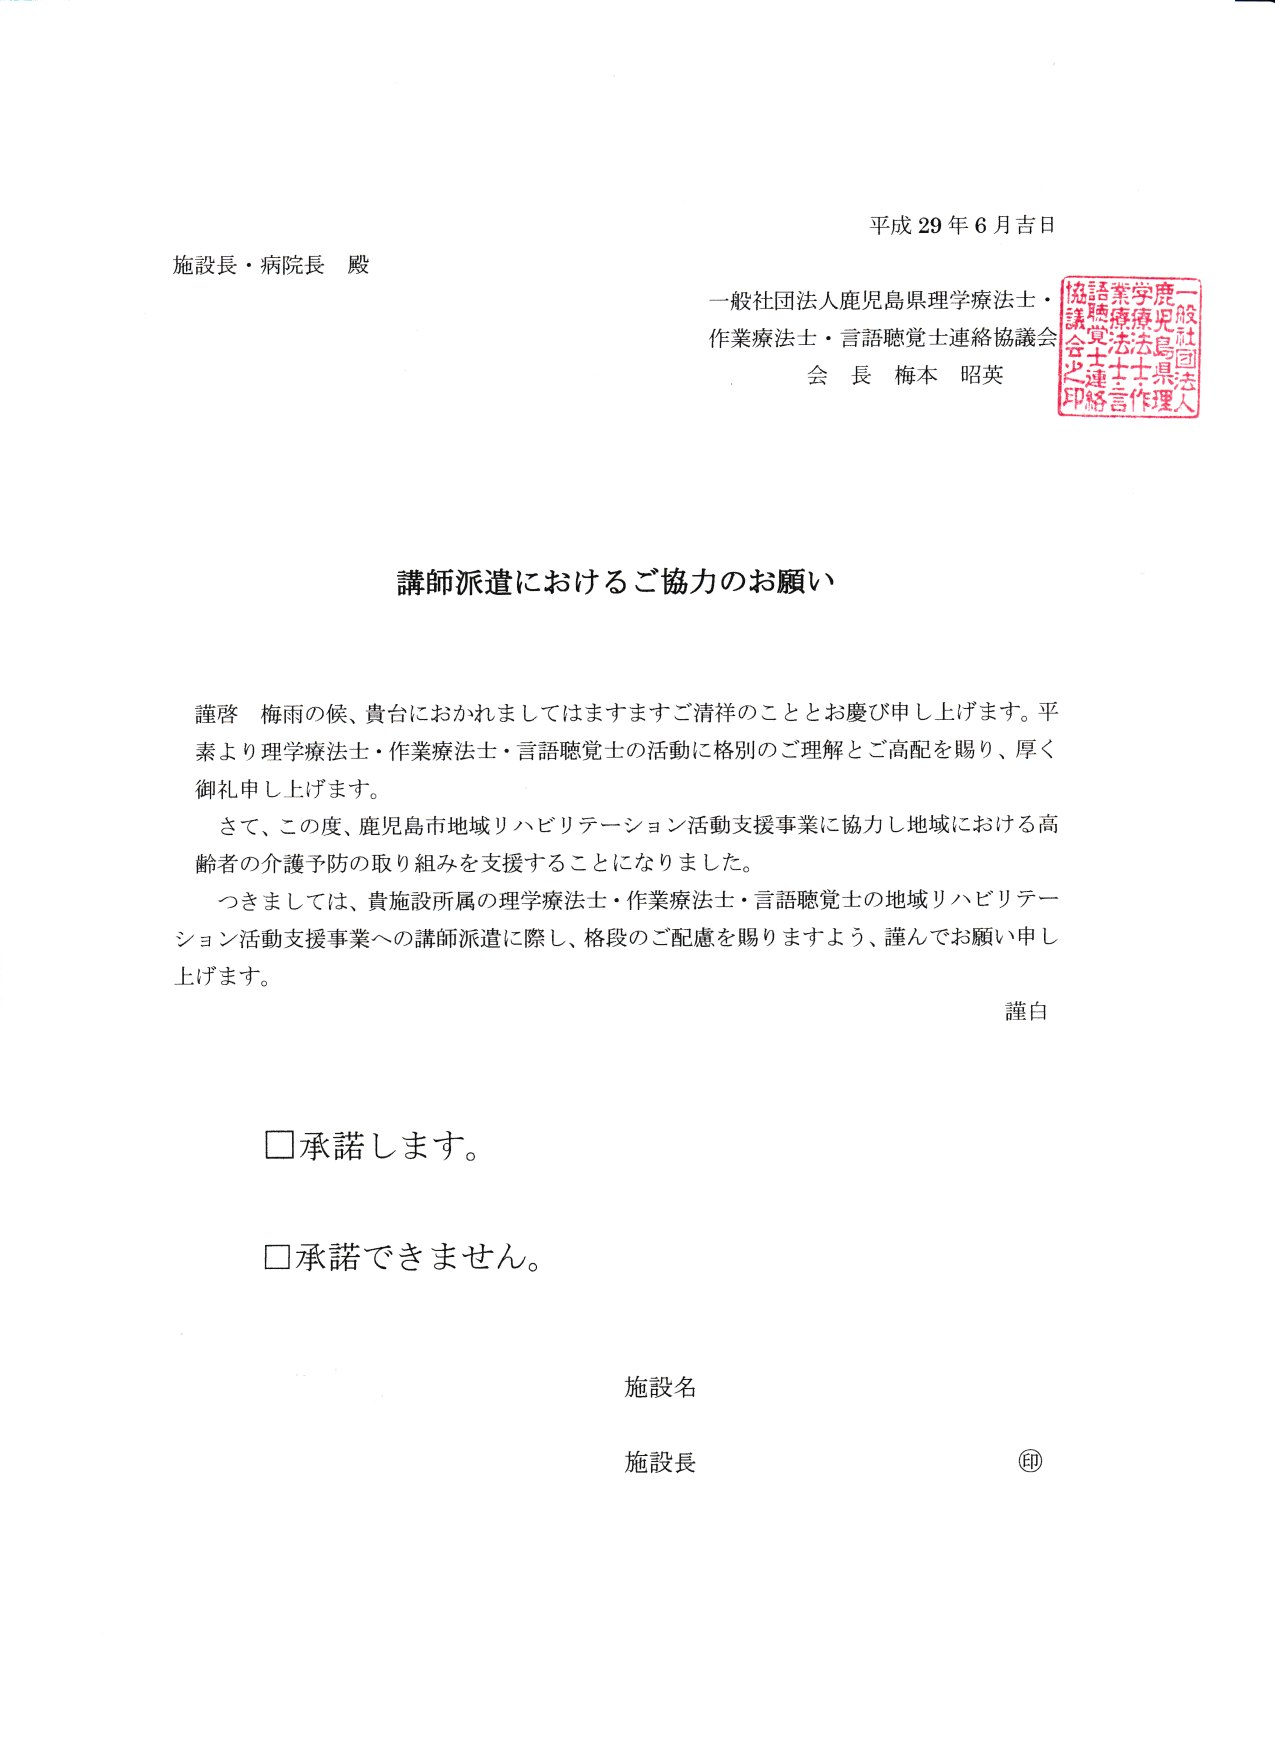 平成 29 年 6 月吉日
施設長・病院長　殿
一般社団法人鹿児島県理学療法士・
作業療法士・言語聴覚士連絡協議会
会　長　梅本　昭英
一般社団法人
鹿児島県理
学療法士・作
業療法士・言
語聴覚士連絡
協議会之印
講師派遣におけるご協力のお願い
謹啓　梅雨の候、貴台におかれましてはますますご清祥のこととお慶び申し上げます。平
素より理学療法士・作業療法士・言語聴覚士の活動に格別のご理解とご高配を賜り、厚く
御礼申し上げます。
さて、この度、鹿児島市地域リハビリテーション活動支援事業に協力し地域における高
齢者の介護予防の取り組みを支援することになりました。
つきましては、貴施設所属の理学療法士・作業療法士・言語聴覚士の地域リハビリテー
ション活動支援事業への講師派遣に際し、格段のご配慮を賜りますよう、謹んでお願い申し
上げます。
謹白
□承諾します。
□承諾できません。
施設名
施設長　㊞